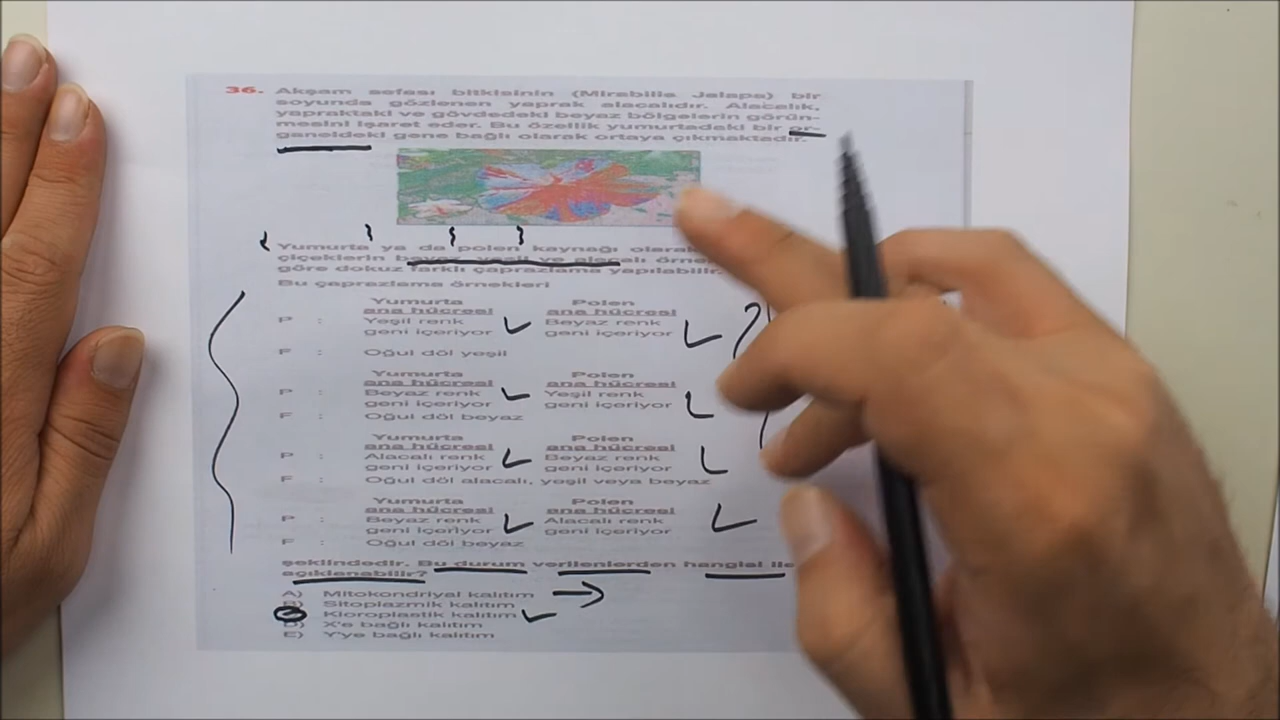 36. Akşam sefası bitkisinin (Mirabilis Jalapa) bir
soyunda gözlenen yaprak alacalıdır. Alacalık,
yapraktaki ve gövdedeki beyaz bölgelerin görün-
mesini işaret eder. Bu özellik yumurtadaki bir or-
ganeldeki gene bağlı olarak ortaya çıkmaktadır.
Yumurta ya da polen kaynağı olarak
çiçeklerin beyaz, yeşil ve alacalı
göre dokuz farklı çaprazlama yapılabilir.
Bu çaprazlama örnekleri
Yumurta Polen
ana hücresi ana hücresi
P : Yeşil renk Beyaz renk
geni içeriyor geni içeriyor
F : Oğul döl yeşil
Yumurta Polen
ana hücresi ana hücresi
P : Beyaz renk Yeşil renk
geni içeriyor geni içeriyor
F : Oğul döl beyaz
Yumurta Polen
ana hücresi ana hücresi
P : Alacalı renk Beyaz renk
geni içeriyor geni içeriyor
F : Oğul döl alacalı, yeşil veya beyaz
Yumurta Polen
ana hücresi ana hücresi
P : Beyaz renk Alacalı renk
geni içeriyor geni içeriyor
F : Oğul döl beyaz
şeklindedir. Bu durum verilenlerden hangisi ile
açıklanabilir?
A) Mitokondriyal kalıtım
B) Sitoplazmik kalıtım
Kloroplastik kalıtım
D) X'e bağlı kalıtım
E) Y'ye bağlı kalıtım